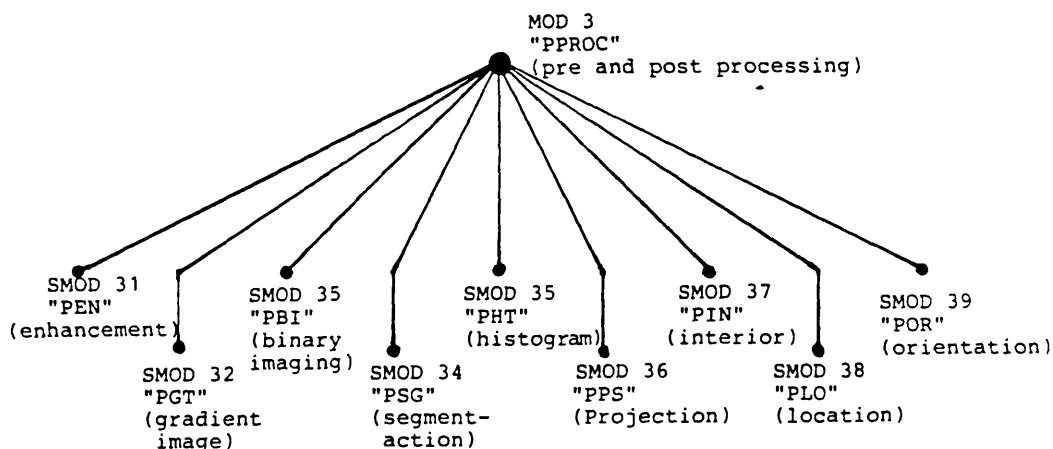 MOD 3
"PPROC"
(pre and post processing)
SMOD 31
"PEN"
(enhancement)
SMOD 32
"PGT"
(gradient
image)
SMOD 35
"PBI"
(binary
imaging)
SMOD 34
"PSG"
(segment-
action)
SMOD 35
"PHT"
(histogram)
SMOD 36
"PPS"
(Projection)
SMOD 37
"PIN"
(interior)
SMOD 38
"PLO"
(location)
SMOD 39
"POR"
(orientation)